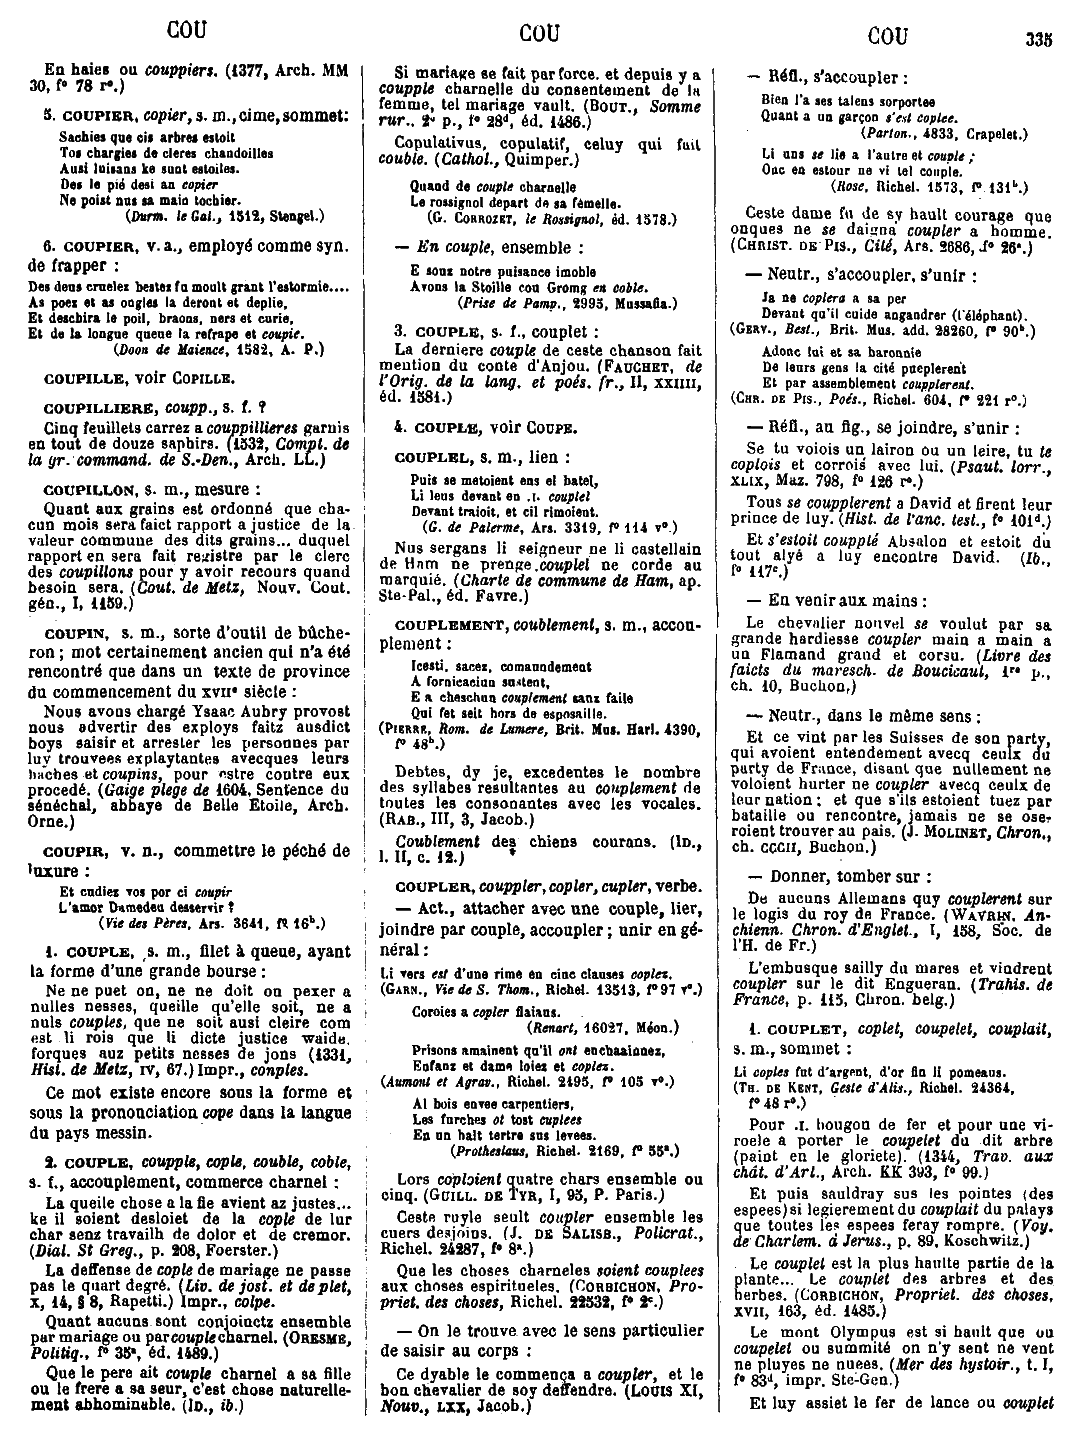 COU
COU
COU
335
En haies ou couppiers. (1377, Arch. MM
30, f° 78 r°.)
5. COUPIER, copier, s. m., cime, sommet:
Sachies que cis arbres estoit
Tos chargies de cleres chandoilles
Ausi luisans ke sunt estoiles.
Des le pié desi an copier
Ne poist nus sa main tochier.
(Durm. le Gal., 1512, Stengel.)
6. COUPIER, v. a., employé comme syn.
de frapper :
Des deus cruelez bestes fu moult grant l'estormie....
As poez et as ongles la deront et deplie,
Et deschira le poil, braons, ners et curie,
Et de la longue queue la refrape et coupie.
(Doon de Maience, 1582, A. P.)
COUPILLE, voir COPILLE.
COUPILLIERE, coupp., s. f. ?
Cinq feuillets carrez a couppillieres garnis
en tout de douze saphirs. (1532, Compt. de
la gr. command. de S.-Den., Arch. LL.)
COUPILLON, s. m., mesure :
Quant aux grains est ordonné que cha-
cun mois sera faict rapport a justice de la
valeur commune des dits grains... duquel
rapport en sera fait registre par le clerc
des coupillons pour y avoir recours quand
besoin sera. (Cout. de Metz, Nouv. Cout.
gén., I, 1159.)
COUPIN, s. m., sorte d'outil de bûche-
ron ; mot certainement ancien qui n'a été
rencontré que dans un texte de province
du commencement du XVIIe siècle :
Nous avons chargé Ysaac Aubry provost
nous advertir des exploys faitz ausdict
boys saisir et arrester les personnes par
luy trouvees explaytantes avecques leurs
haches et coupins, pour estre contre eux
procedé. (Gaige plege de 1604, Sentence du
sénéchal, abbaye de Belle Etoile, Arch.
Orne.)
COUPIR, v. n., commettre le péché de
luxure :
Et cudiez vos por ci coupir
L'amor Damedeu desservir ?
(Vie des Pères, Ars. 3641, f° 16b.)
1. COUPLE, s. m., filet à queue, ayant
la forme d'une grande bourse :
Ne ne puet on, ne ne doit on pexer a
nulles nesses, queille qu'elle soit, ne a
nuls couples, que ne soit ausi cleire com
est li rois que li dicte justice waide,
forques auz petits nesses de jons (1331,
Hist. de Metz, IV, 67.) Impr., conples.
Ce mot existe encore sous la forme et
sous la prononciation cope dans la langue
du pays messin.
2. COUPLE, coupple, cople, couble, coble,
s. f., accouplement, commerce charnel :
La queile chose a la fie avient az justes...
ke il soient desloiet de la cople de lur
char senz travailh de dolor et de cremor.
(Dial. St Greg., p. 208, Foerster.)
La deffense de cople de mariage ne passe
pas le quart degré. (Liv. de jost. et de plet,
X, 14, § 8, Rapetti.) Impr., colpe.
Quant aucuns sont conjoinctz ensemble
par mariage ou par couple charnel. (ORESME,
Politiq., f° 35a, éd. 1489.)
Que le pere ait couple charnel a sa fille
ou le frere a sa seur, c'est chose naturelle-
ment abhominable. (ID., ib.)
Si mariage se fait par force. et depuis y a
coupple charnelle du consentement de la
femme, tel mariage vault. (BOUT., Somme
rur., 2e p., f° 28d, éd. 1486.)
Copulativus, copulatif, celuy qui fait
couble. (Cathol., Quimper.)
Quand de couple charnelle
Le rossignol depart de sa femelle.
(G. CORROZET, le Rossignol, éd. 1578.)
— En couple, ensemble :
E sonz notre puisance imoble
Avons la Stoille con Gromg en coble.
(Prise de Pamp., 2995, Mussafia.)
3. COUPLE, s. f., couplet :
La derniere couple de ceste chanson fait
mention du conte d'Anjou. (FAUCHET, de
l'Orig. de la lang. et poés. fr., II, XXIIII,
éd. 1581.)
4. COUPLE, voir COUPE.
COUPLEL, s. m., lien :
Puis se metoient ens el batel,
Li leus devant en .I. couplel
Devant traioit, et cil rimoient.
(G. de Palerme, Ars. 3319, f° 114 v°.)
Nus sergans li seigneur ne li castellain
de Ham ne prenge couplel ne corde au
marquié. (Charte de commune de Ham, ap.
Ste-Pal., éd. Favre.)
COUPLEMENT, coublement, s. m., accou-
plement :
Icesti, sacez, comaundement
A fornicacion sustent,
E a cheschun couplement sanz faile
Qui fet seit hors de esposaille.
(PIERRE, Rom. de Lumere, Brit. Mus. Harl. 4390,
f° 48b.)
Debtes, dy je, excedentes le nombre
des syllabes resultantes au couplement de
toutes les consonantes avec les vocales.
(RAB., III, 3, Jacob.)
Coublement des chiens courans. (ID.,
l. II, c. 12.)
COUPLER, couppler, copler, cupler, verbe.
— Act., attacher avec une couple, lier,
joindre par couple, accoupler ; unir en gé-
néral :
Li vers est d'une rime en cinc clauses coplez.
(GARN., Vie de S. Thom., Richel. 13513, f° 97 r°.)
Coroies a copler flaians.
(Renart, 16027, Méon.)
Prisons amainent qu'il ont enchaainnez,
Enfanz et dame loiez et coplez.
(Aumont et Agrav., Richel. 2495, f° 105 v°.)
Al bois envee carpentiers,
Les furches ot tost cuplees
En un halt tertre sus levees.
(Protheslaus, Richel. 2169, f° 55a.)
Lors coploient quatre chars ensemble ou
cinq. (GUILL. DE TYR, I, 95, P. Paris.)
Ceste ruyle seult coupler ensemble les
cuers desjoins. (J. DE SALISB., Policrat.,
Richel. 24287, f° 8a.)
Que les choses charneles soient couplees
aux choses espiritueles. (CORBICHON, Pro-
priet. des choses, Richel. 22532, f° 2c.)
— On le trouve avec le sens particulier
de saisir au corps :
Ce dyable le commença a coupler, et le
bon chevalier de soy deffendre. (LOUIS XI,
Nouv., LXX, Jacob.)
— Réfl., s'accoupler :
Bien l'a ses talens sorportee
Quant a un garçon s'est coplee.
(Parton., 4833, Crapelet.)
Li uns se lie a l'autre et couple ;
Onc en estour ne vi tel couple.
(Rose, Richel. 1573, f° 131b.)
Ceste dame fu de sy hault courage que
onques ne se daigna coupler a homme.
(CHRIST. DE PIS., Cité, Ars. 2686, f° 26a.)
— Neutr., s'accoupler, s'unir :
Ja ne coplera a sa per
Devant qu'il cuide angandrer (l'éléphant).
(GERV., Best., Brit. Mus. add. 28260, f° 90b.)
Adonc lui et sa baronnie
De leurs gens la cité pueplerent
Et par assemblement coupplerent.
(CHR. DE PIS., Poés., Richel. 604, f° 221 r°.)
— Réfl., au fig., se joindre, s'unir :
Se tu voiois un lairon ou un leire, tu te
coplois et corrois avec lui. (Psaut. lorr.,
XLIX, Maz. 798, f° 126 r°.)
Tous se coupplerent a David et firent leur
prince de luy. (Hist. de l'anc. test., f° 101d.)
Et s'estoit coupplé Absalon et estoit du
tout alyé a luy encontre David. (Ib.,
f° 117c.)
— En venir aux mains :
Le chevalier nouvel se voulut par sa
grande hardiesse coupler main a main a
un Flamand grand et corsu. (Livre des
faicts du maresch. de Boucicaut, 1re p.,
ch. 10, Buchon.)
— Neutr., dans le même sens :
Et ce vint par les Suisses de son party,
qui avoient entendement avecq ceulx du
party de France, disant que nullement ne
voloient hurter ne coupler avecq ceulx de
leur nation ; et que s'ils estoient tuez par
bataille ou rencontre, jamais ne se ose-
roient trouver au pais. (J. MOLINET, Chron.,
ch. CCCII, Buchon.)
— Donner, tomber sur :
De aucuns Allemans quy couplerent sur
le logis du roy de France. (WAVRIN, An-
chienn. Chron. d'Englet., I, 158, Soc. de
l'H. de Fr.)
L'embusque sailly du mares et vindrent
coupler sur le dit Engueran. (Trahis. de
France, p. 115, Chron. belg.)
1. COUPLET, coplet, coupelet, couplait,
s. m., sommet :
Li coples fut d'argent, d'or fin li pomeaus.
(TH. DE KENT, Geste d'Alis., Richel. 24364,
f° 48 r°.)
Pour .I. hougon de fer et pour une vi-
roele a porter le coupelet du dit arbre
(paint en le gloriete). (1344, Trav. aux
chât. d'Art., Arch. KK 393, f° 99.)
Et puis sauldray sus les pointes (des
espees) si legierement du couplait du palays
que toutes les espees feray rompre. (Voy.
de Charlem. à Jerus., p. 89, Koschwitz.)
Le couplet est la plus haulte partie de la
plante... Le couplet des arbres et des
herbes. (CORBICHON, Propriet. des choses,
XVII, 163, éd. 1485.)
Le mont Olympus est si hault que ou
coupelet ou summité on n'y sent ne vent
ne pluyes ne nuees. (Mer des hystoir., t. I,
f° 83d, impr. Ste-Gen.)
Et luy assiet le fer de lance ou couplet